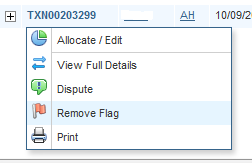 TXN00203299 AH 10/09/2
Allocate / Edit
View Full Details
Dispute
Remove Flag
Print